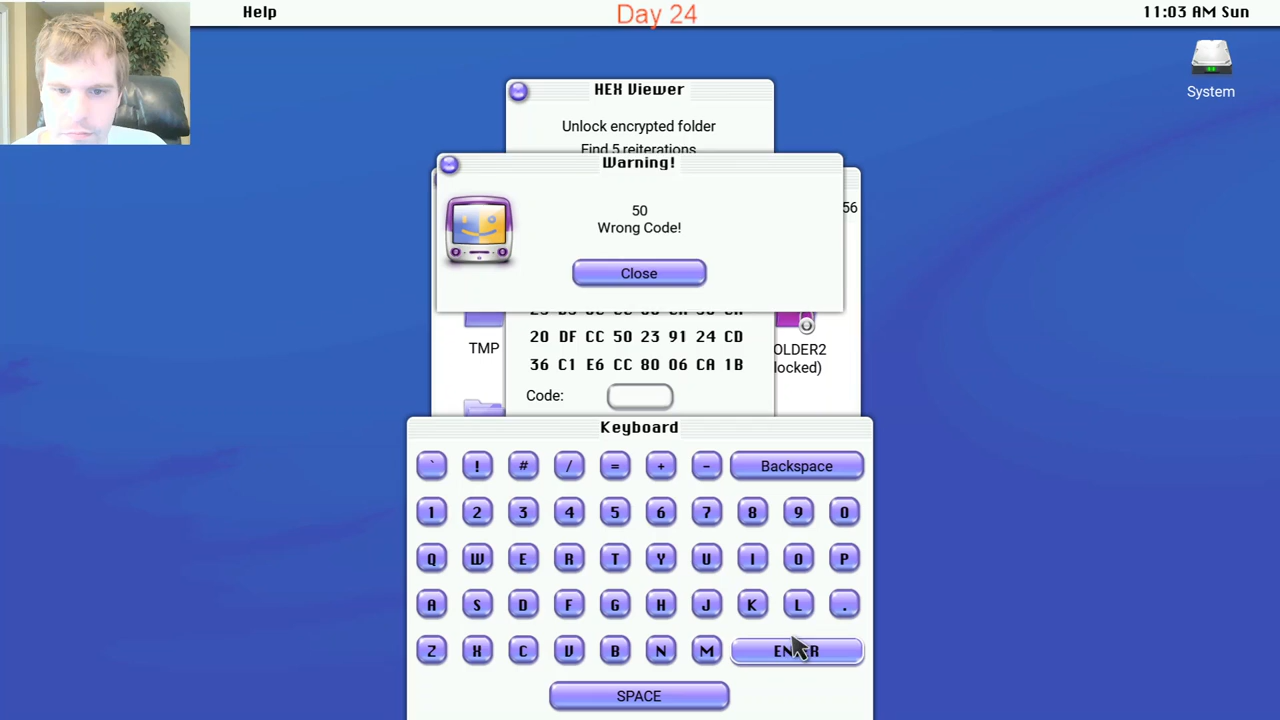 Help
Day 24
11:03 AM Sun
System
HEX Viewer
Unlock encrypted folder
Find 5 reiterations
Warning!
56
50
Wrong Code!
Close
20 DF CC 50 23 91 24 CD
36 C1 E6 CC 80 06 CA 1B
TMP
OLDER2
locked)
Code:
Keyboard
` ! # / = + - Backspace
1 2 3 4 5 6 7 8 9 0
Q W E R T Y U I O P
A S D F G H J K L .
Z X C V B N M ENTER
SPACE